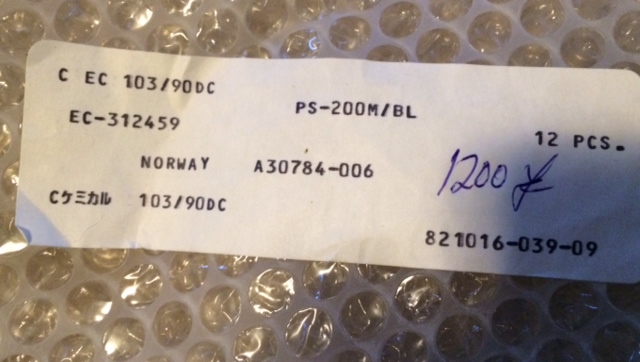 C EC 103/90DC
PS-200M/BL
EC-312459
12 PCS.
NORWAY A30784-006
1200 ¥
Cケミカル 103/90DC
821016-039-09